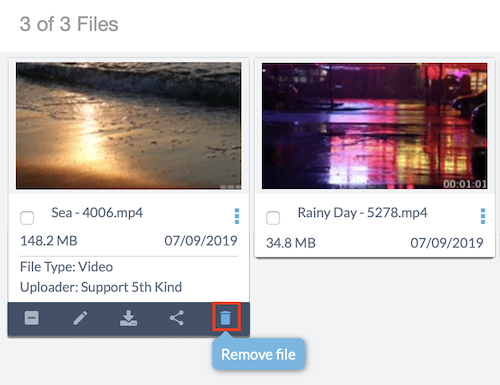 3 of 3 Files
00:01:01
Sea - 4006.mp4
148.2 MB 07/09/2019
File Type: Video
Uploader: Support 5th Kind
Rainy Day - 5278.mp4
34.8 MB 07/09/2019
Remove file